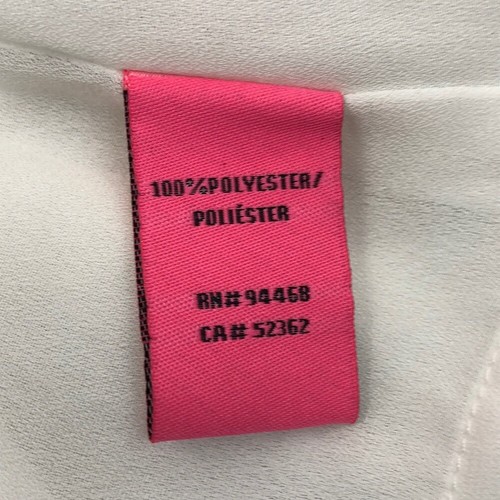 100%POLYESTER/
POLIÉSTER
RN# 94468
CA# 52362